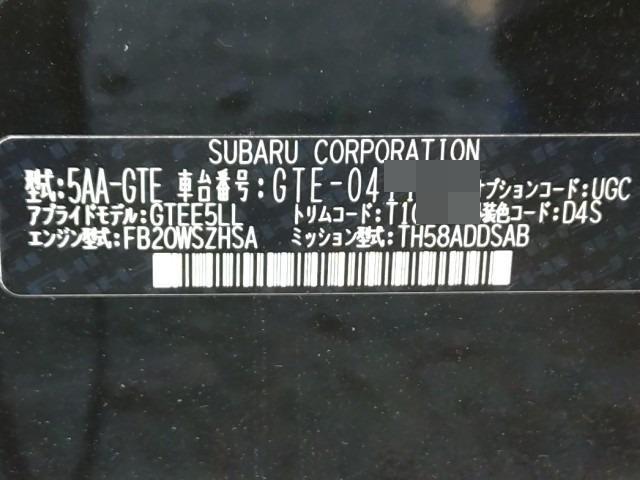 SUBARU CORPORATION
型式:5AA-GTE 車台番号:GTE-04 オプションコード:UGC
アプライドモデル:GTEE5LL トリムコード:T10 外装色コード:D4S
エンジン型式:FB20WSZHSA ミッション型式:TH58ADDSAB